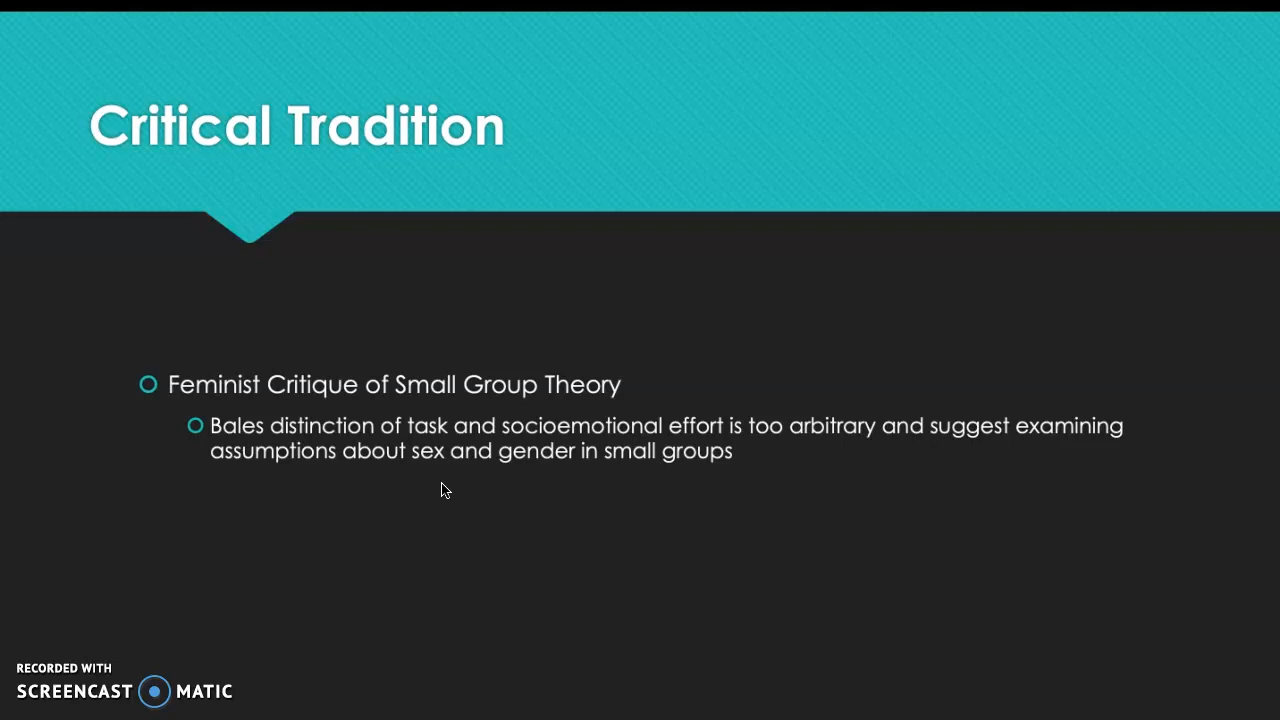 Critical Tradition
Feminist Critique of Small Group Theory
Bales distinction of task and socioemotional effort is too arbitrary and suggest examining
assumptions about sex and gender in small groups
RECORDED WITH
SCREENCAST MATIC